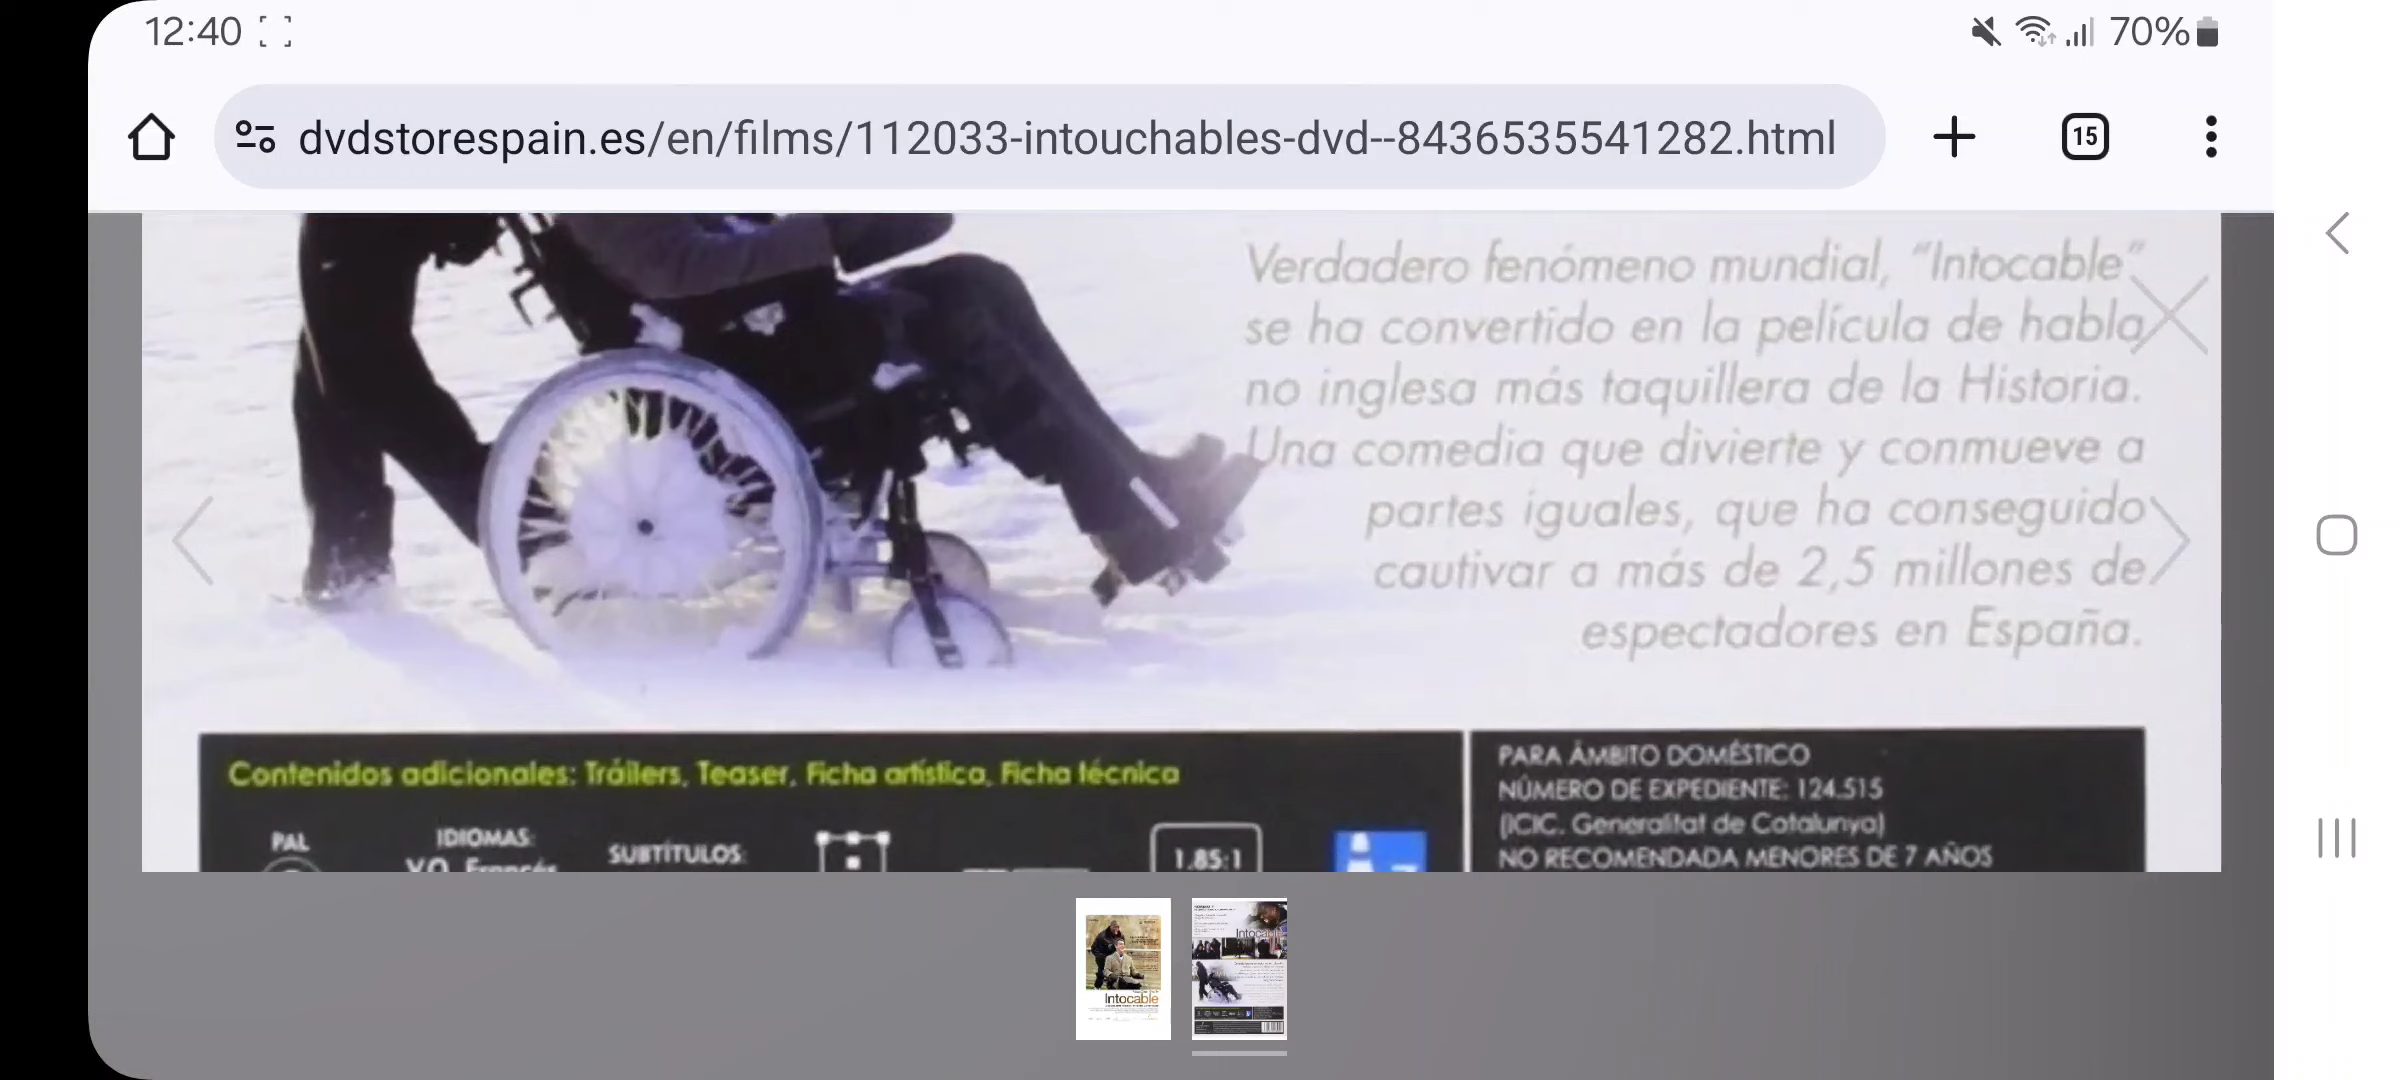 12:40
70%
dvdstorespain.es/en/films/112033-intouchables-dvd--8436535541282.html
15
Verdadero fenómeno mundial, "Intocable"
se ha convertido en la película de habla
no inglesa más taquillera de la Historia.
Una comedia que divierte y conmueve a
partes iguales, que ha conseguido
cautivar a más de 2,5 millones de
espectadores en España.
Contenidos adicionales: Tráilers, Teaser, Ficha artística, Ficha técnica
PAL
IDIOMAS:
V.O. Francés
SUBTÍTULOS:
1.85:1
PARA ÁMBITO DOMÉSTICO
NÚMERO DE EXPEDIENTE: 124.515
(ICIC. Generalitat de Catalunya)
NO RECOMENDADA MENORES DE 7 AÑOS
Intocable
Intocable